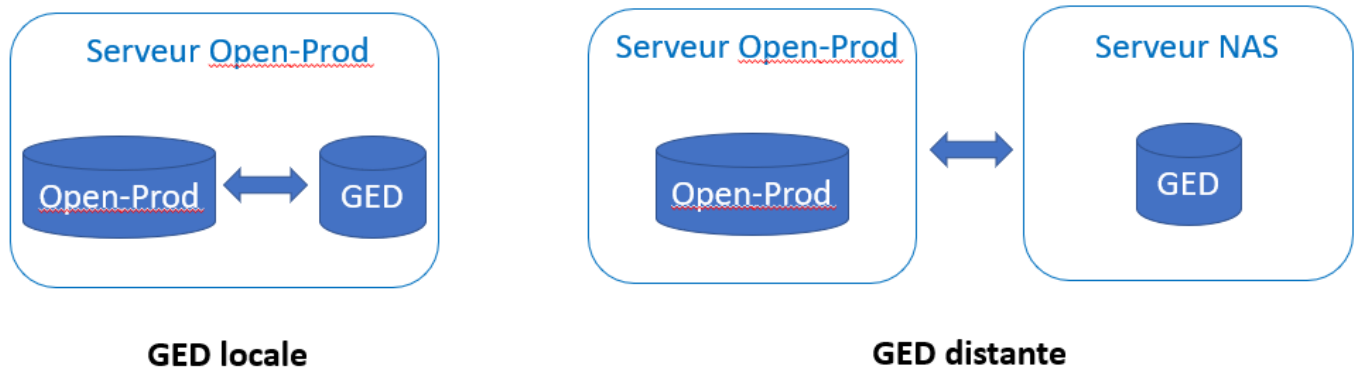 Serveur Open-Prod
Open-Prod
GED
GED locale
Serveur Open-Prod
Serveur NAS
Open-Prod
GED
GED distante